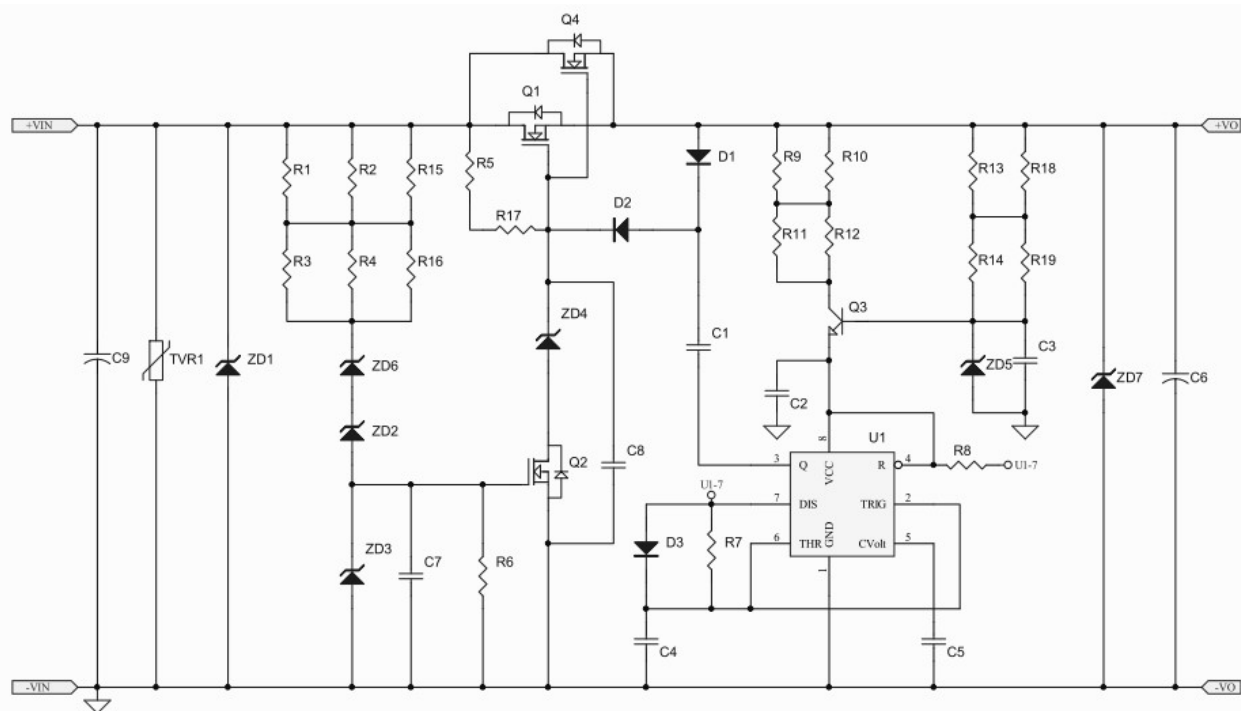 Q4
Q1
+VIN
+VO
R1
R2
R15
R5
D1
R9
R10
R13
R18
D2
R17
R3
R4
R16
R11
R12
R14
R19
Q3
ZD4
C1
C9
TVR1
ZD1
ZD6
ZD5
C3
ZD7
C6
C2
ZD2
8
U1
Q2
C8
3
Q
VCC
R
4
R8
U1-7
U1-7
7
DIS
TRIG
2
ZD3
C7
R6
D3
R7
6
THR
GND
CVolt
5
1
C4
C5
-VIN
-VO